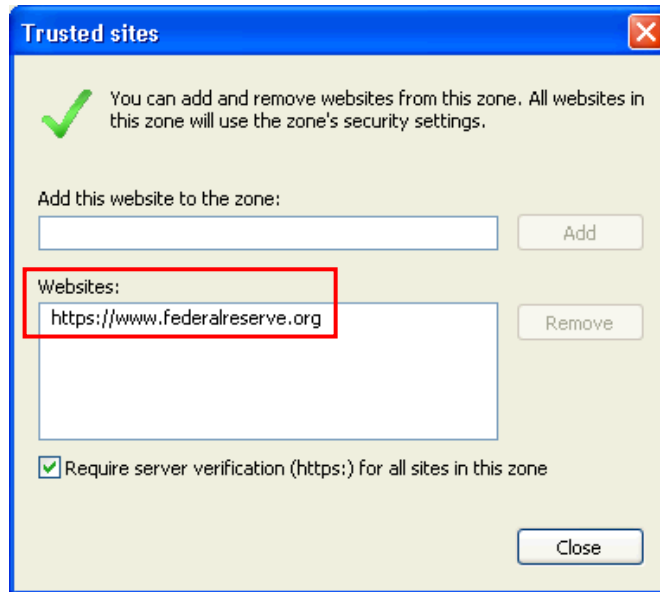 Trusted sites
You can add and remove websites from this zone. All websites in
this zone will use the zone's security settings.
Add this website to the zone:
Add
Websites:
https://www.federalreserve.org
Remove
Require server verification (https:) for all sites in this zone
Close